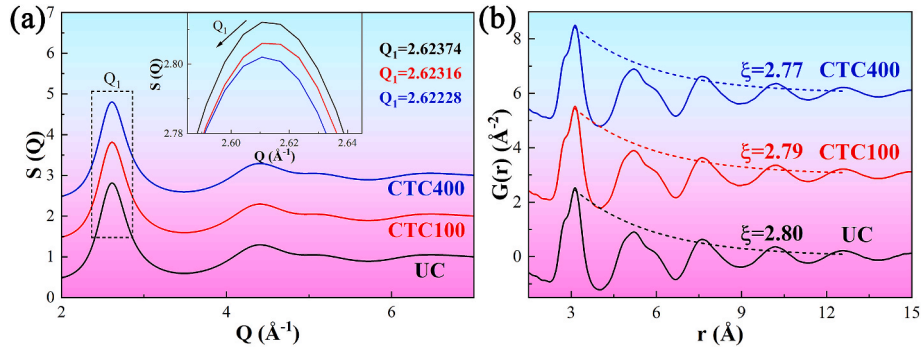 (a)
7
6
5
4
3
2
1
0
S (Q)
Q₁
Q₁
2.80
2.78
S (Q)
2.60 2.62 2.64
Q (Å⁻¹)
Q₁=2.62374
Q₁=2.62316
Q₁=2.62228
CTC400
CTC100
UC
2 4 6 8
Q (Å⁻¹)
(b)
8
6
4
2
0
G(r) (Å⁻²)
ξ=2.77 CTC400
ξ=2.79 CTC100
ξ=2.80 UC
3 6 9 12 15
r (Å)